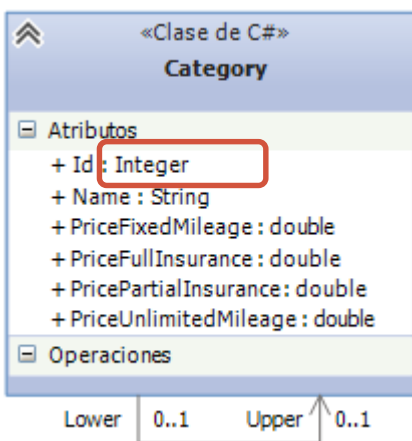 «Clase de C#»
Category
Atributos
+ Id : Integer
+ Name : String
+ PriceFixedMileage : double
+ PriceFullInsurance : double
+ PricePartialInsurance : double
+ PriceUnlimitedMileage : double
Operaciones
Lower 0..1 Upper 0..1